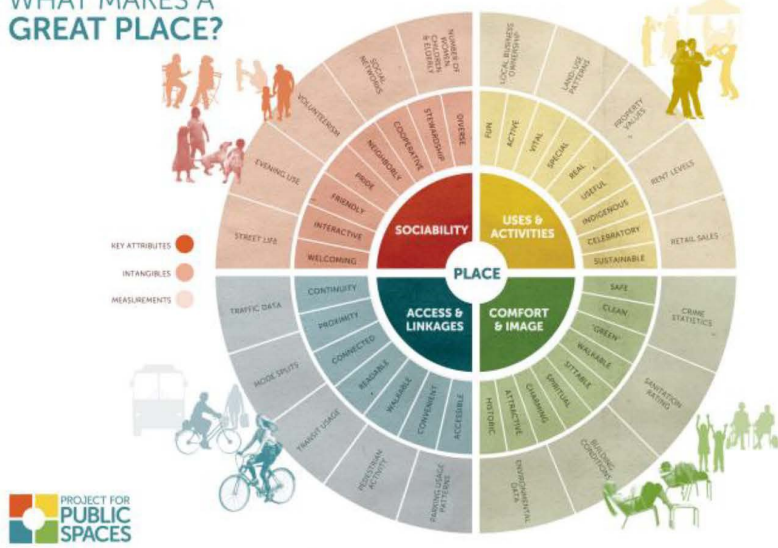 WHAT MAKES A
GREAT PLACE?
KEY ATTRIBUTES
INTANGIBLES
MEASUREMENTS
PLACE
SOCIABILITY
WELCOMING
INTERACTIVE
FRIENDLY
PRIDE
NEIGHBORLY
COOPERATIVE
STEWARDSHIP
DIVERSE
STREET LIFE
EVENING USE
VOLUNTEERISM
SOCIAL
NETWORKS
NUMBER OF
WOMEN
CHILDREN
& ELDERLY
USES &
ACTIVITIES
FUN
ACTIVE
VITAL
SPECIAL
REAL
USEFUL
INDIGENOUS
CELEBRATORY
SUSTAINABLE
LOCAL BUSINESS
OWNERSHIP
LAND-USE
PATTERNS
PROPERTY
VALUES
RENT LEVELS
RETAIL SALES
ACCESS &
LINKAGES
CONTINUITY
PROXIMITY
CONNECTED
READABLE
WALKABLE
CONVENIENT
ACCESSIBLE
TRAFFIC DATA
MODE SPLITS
TRANSIT USAGE
PEDESTRIAN
ACTIVITY
PARKING USAGE
PATTERNS
COMFORT
& IMAGE
SAFE
CLEAN
"GREEN"
WALKABLE
SITTABLE
SPIRITUAL
CHARMING
ATTRACTIVE
HISTORIC
CRIME
STATISTICS
SANITATION
RATING
BUILDING
CONDITIONS
ENVIRONMENTAL
DATA
PROJECT FOR
PUBLIC
SPACES